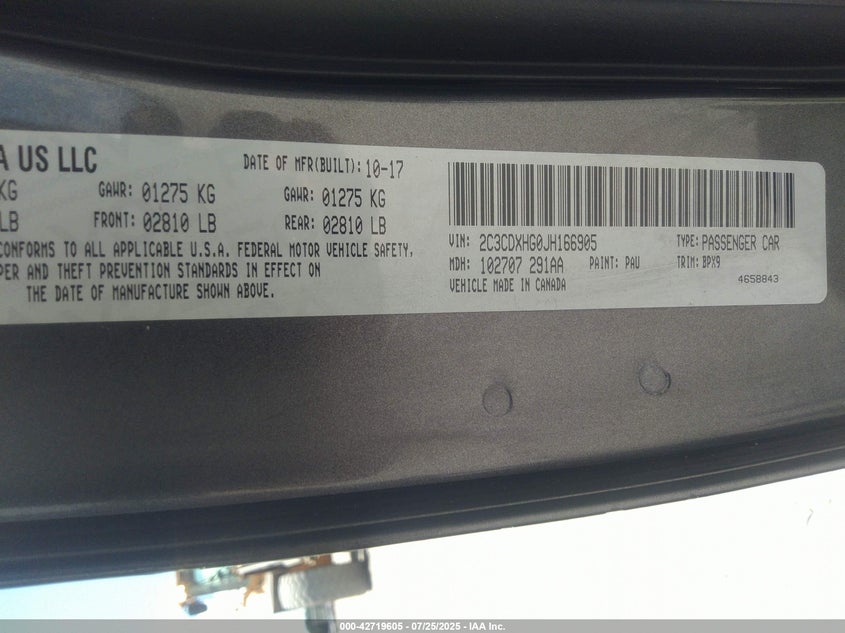 A US LLC DATE OF MFR(BUILT): 10-17
KG GAWR: 01275 KG GAWR: 01275 KG
LB FRONT: 02810 LB REAR: 02810 LB
CONFORMS TO ALL APPLICABLE U.S.A. FEDERAL MOTOR VEHICLE SAFETY,
PER AND THEFT PREVENTION STANDARDS IN EFFECT ON
THE DATE OF MANUFACTURE SHOWN ABOVE.
VIN: 2C3CDXHG0JH166905 TYPE: PASSENGER CAR
MDH: 102707 291AA PAINT: PAU TRIM: BPX9
VEHICLE MADE IN CANADA 4658843
000-42719605 - 07/25/2025 - IAA Inc.